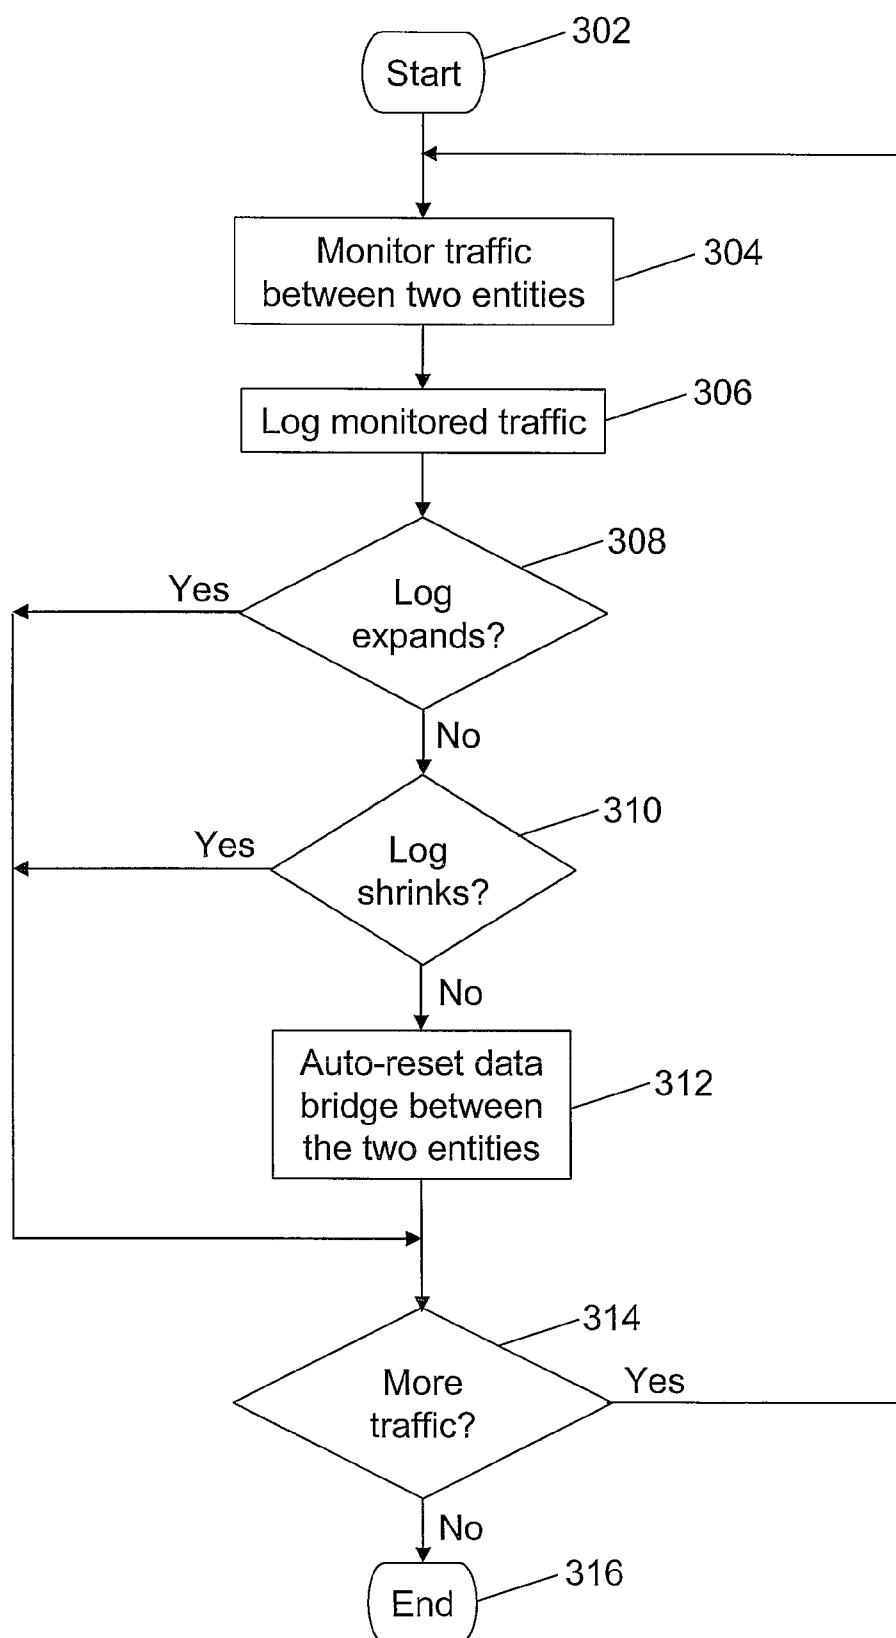 302
Start
Monitor traffic
between two entities
304
306
Log monitored traffic
308
Yes
Log
expands?
No
310
Yes
Log
shrinks?
No
Auto-reset data
bridge between
the two entities
312
314
More
traffic?
Yes
No
316
End